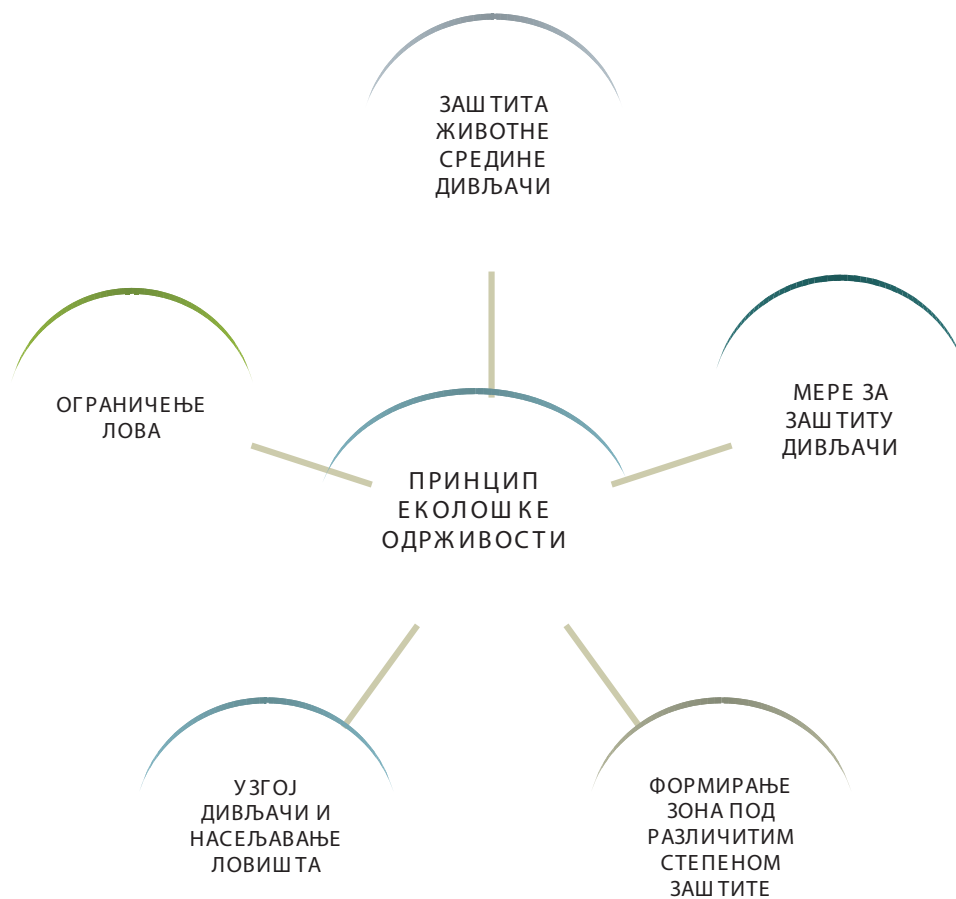 ЗАШТИТА
ЖИВОТНЕ
СРЕДИНЕ
ДИВЉАЧИ
ОГРАНИЧЕЊЕ
ЛОВА
МЕРЕ ЗА
ЗАШТИТУ
ДИВЉАЧИ
ПРИНЦИП
ЕКОЛОШКЕ
ОДРЖИВОСТИ
УЗГОЈ
ДИВЉАЧИ И
НАСЕЉАВАЊЕ
ЛОВИШТА
ФОРМИРАЊЕ
ЗОНА ПОД
РАЗЛИЧИТИМ
СТЕПЕНОМ
ЗАШТИТЕ